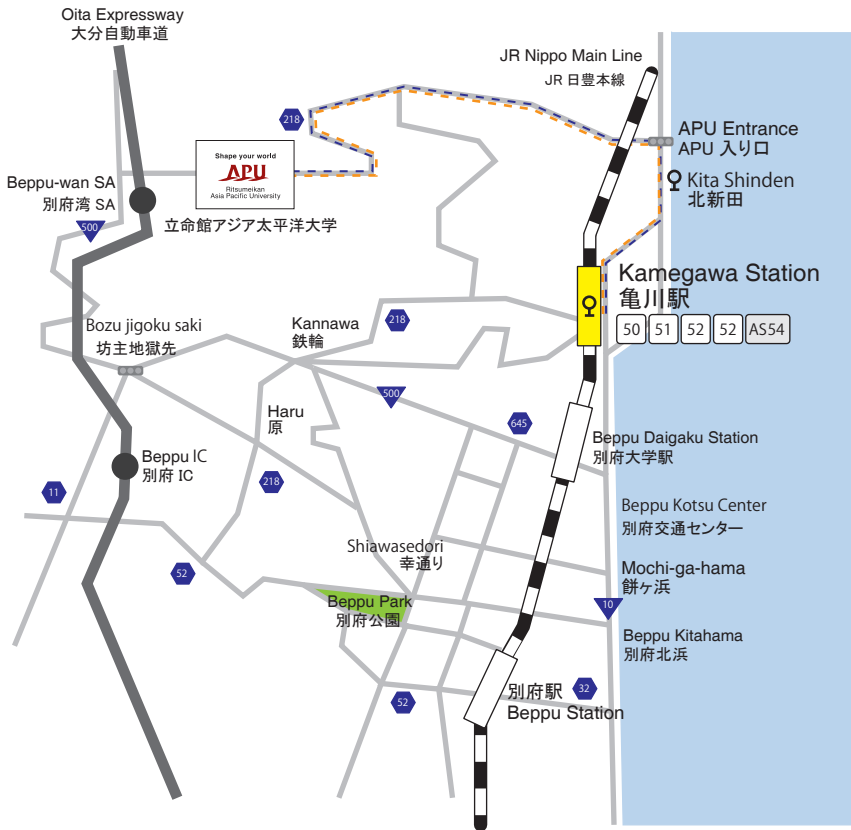 Oita Expressway
大分自動車道
JR Nippo Main Line
JR 日豊本線
218
APU Entrance
APU 入り口
Shape your world
APU
Ritsumeikan
Asia Pacific University
Beppu-wan SA
別府湾 SA
Kita Shinden
北新田
立命館アジア太平洋大学
500
Kamegawa Station
亀川駅
50 51 52 52 AS54
Bozu jigoku saki
坊主地獄先
Kannawa
鉄輪
218
500
Haru
原
645
Beppu Daigaku Station
別府大学駅
Beppu IC
別府 IC
11
218
Beppu Kotsu Center
別府交通センター
Shiawasedori
幸通り
52
Mochi-ga-hama
餅ヶ浜
Beppu Park
別府公園
10
Beppu Kitahama
別府北浜
別府駅
Beppu Station
32
52